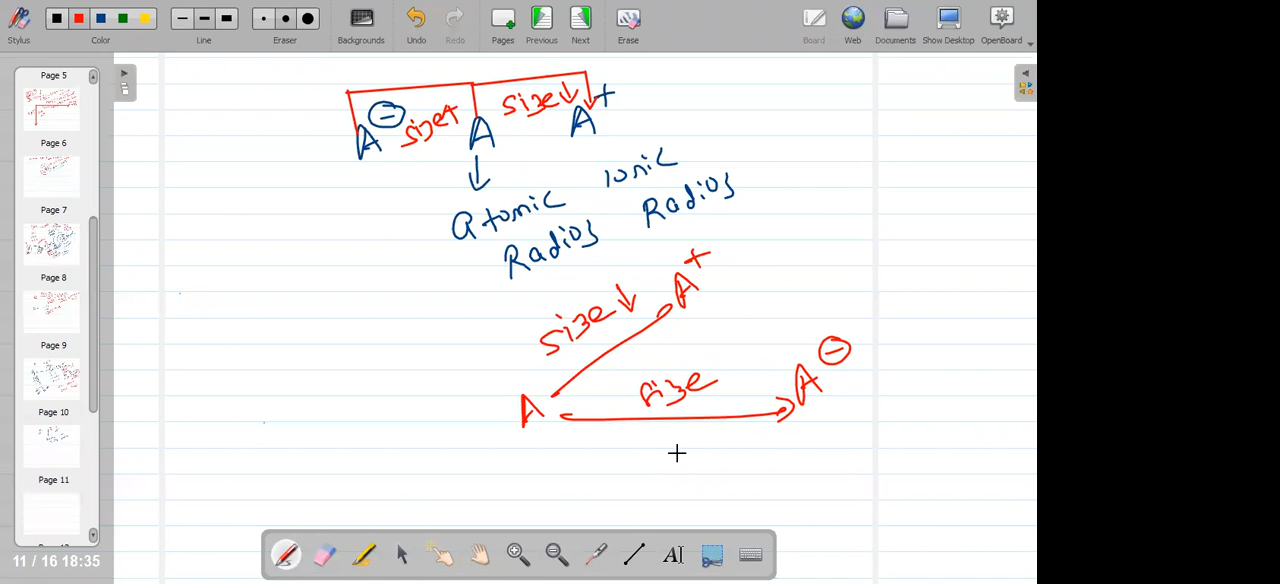 Stylus
Color
Line
Eraser
Backgrounds
Undo
Redo
Pages
Previous
Next
Erase
Board
Web
Documents
Show Desktop
OpenBoard
Page 5
Page 6
Page 7
Page 8
Page 9
Page 10
Page 11
11 / 16 18:35
A⊖ size↑ A size↓ A+
↓
Atomic Radios
Ionic Radios
size↓ A+
A size A⊖